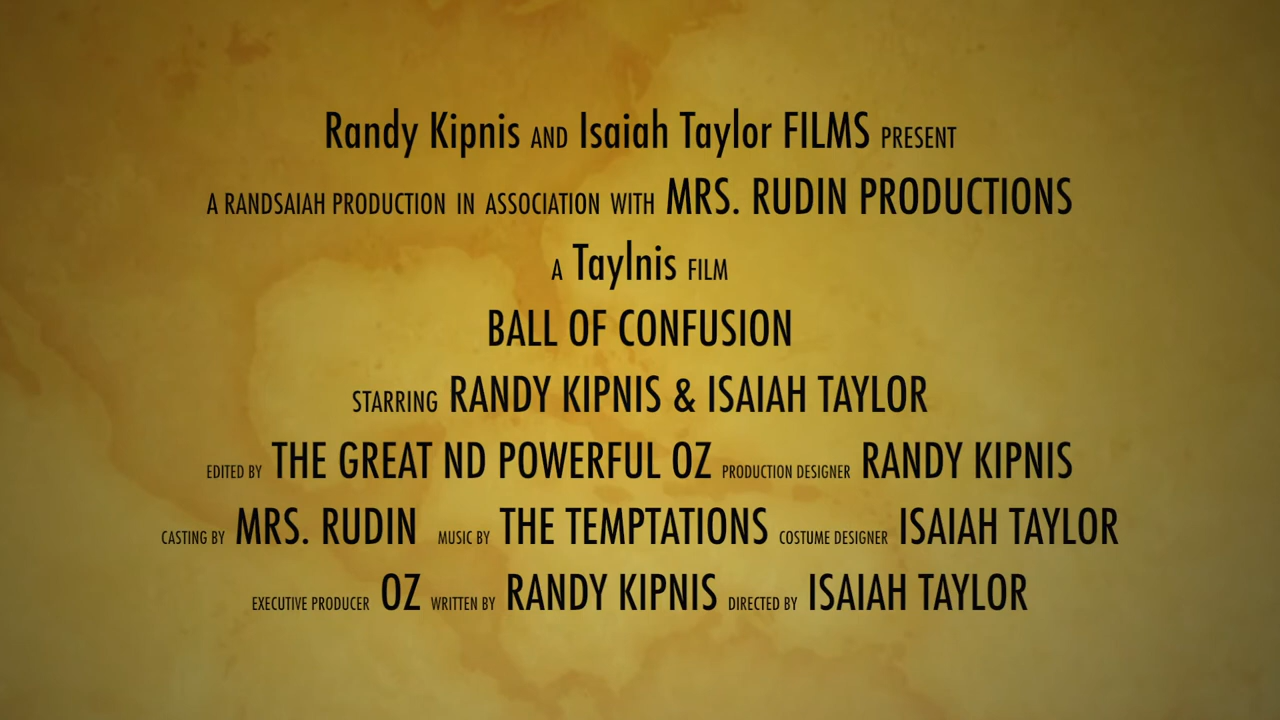 Randy Kipnis AND Isaiah Taylor FILMS PRESENT
A RANDSAIAH PRODUCTION IN ASSOCIATION WITH MRS. RUDIN PRODUCTIONS
A Taylnis FILM
BALL OF CONFUSION
STARRING RANDY KIPNIS & ISAIAH TAYLOR
EDITED BY THE GREAT ND POWERFUL OZ PRODUCTION DESIGNER RANDY KIPNIS
CASTING BY MRS. RUDIN MUSIC BY THE TEMPTATIONS COSTUME DESIGNER ISAIAH TAYLOR
EXECUTIVE PRODUCER OZ WRITTEN BY RANDY KIPNIS DIRECTED BY ISAIAH TAYLOR